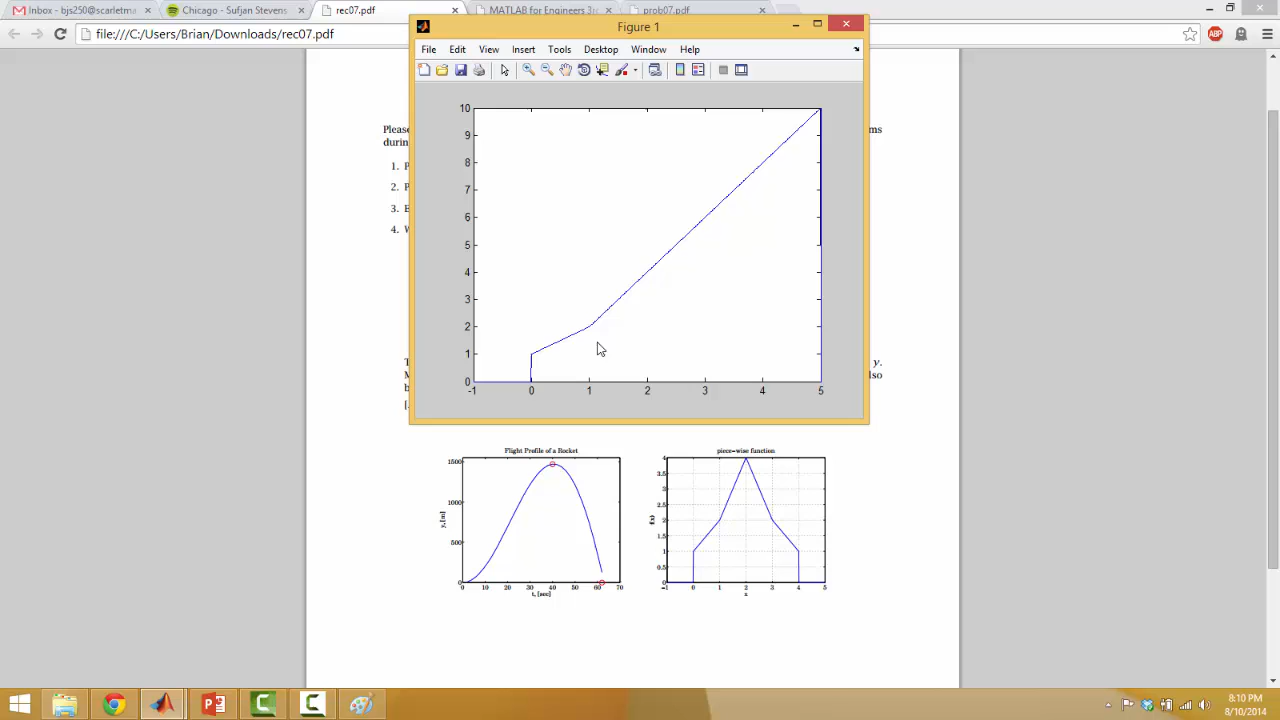 Inbox - bjs250@scarletma
Chicago - Sufjan Stevens
rec07.pdf
MATLAB for Engineers 3rd
prob07.pdf
file:///C:/Users/Brian/Downloads/rec07.pdf
ABP
Figure 1
File Edit View Insert Tools Desktop Window Help
Pleas
ms
durin
1. P
2. P
3. E
4. W
10
9
8
7
6
5
4
3
2
1
0
-1 0 1 2 3 4 5
T
y.
M
lso
b
[.
Flight Profile of a Rocket
1500
1000
500
0
y, [m]
0 10 20 30 40 50 60 70
t, [sec]
piece-wise function
4
3.5
3
2.5
2
1.5
1
0.5
0
f(x)
-1 0 1 2 3 4 5
x
8:10 PM
8/10/2014